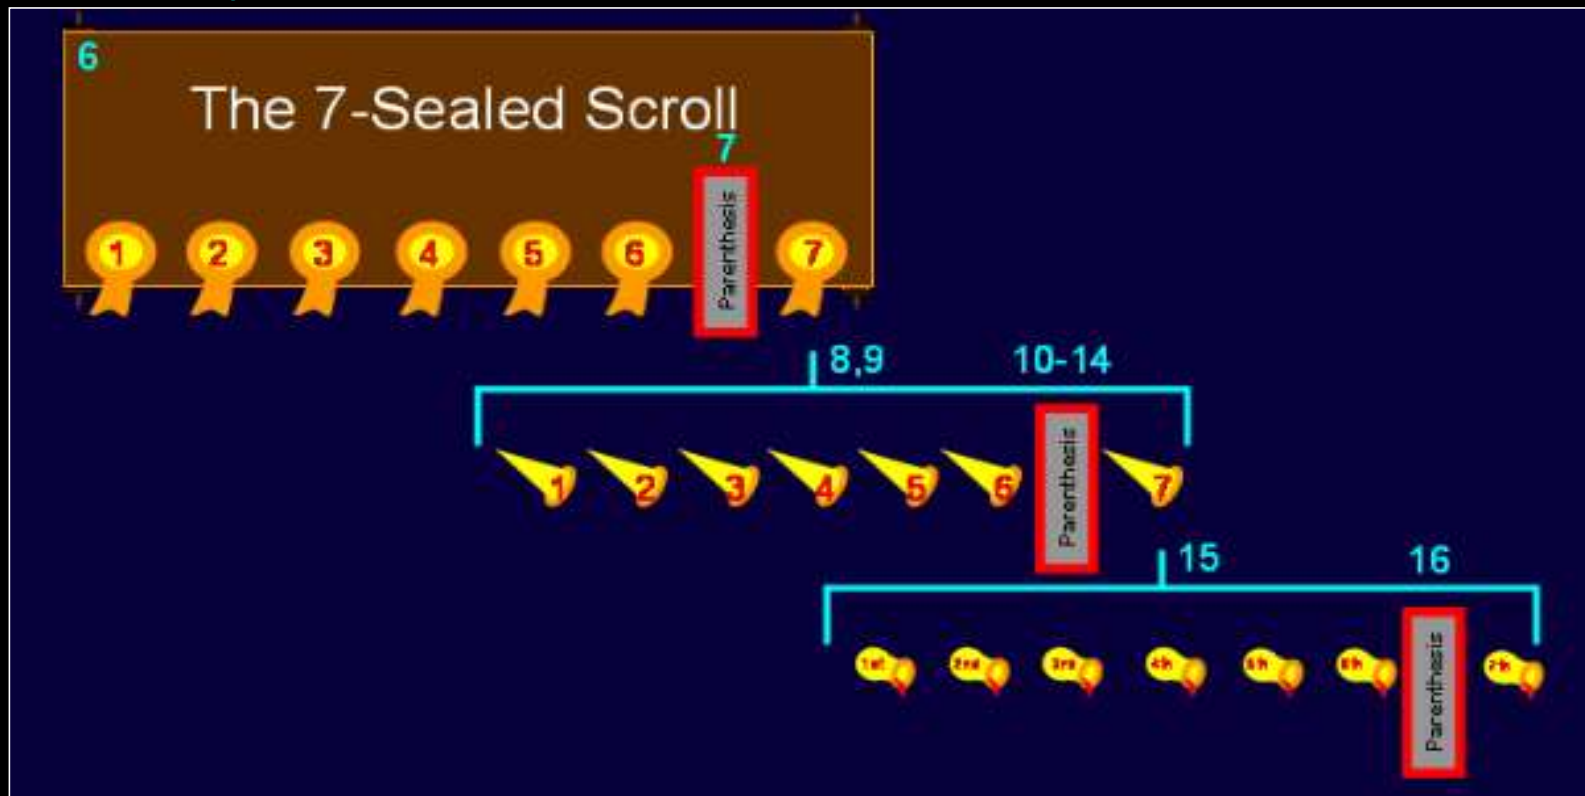 6
The 7-Sealed Scroll
7
1 2 3 4 5 6 Parenthesis 7
8,9 10-14
1 2 3 4 5 6 Parenthesis 7
15 16
1st 2nd 3rd 4th 5th 6th Parenthesis 7th